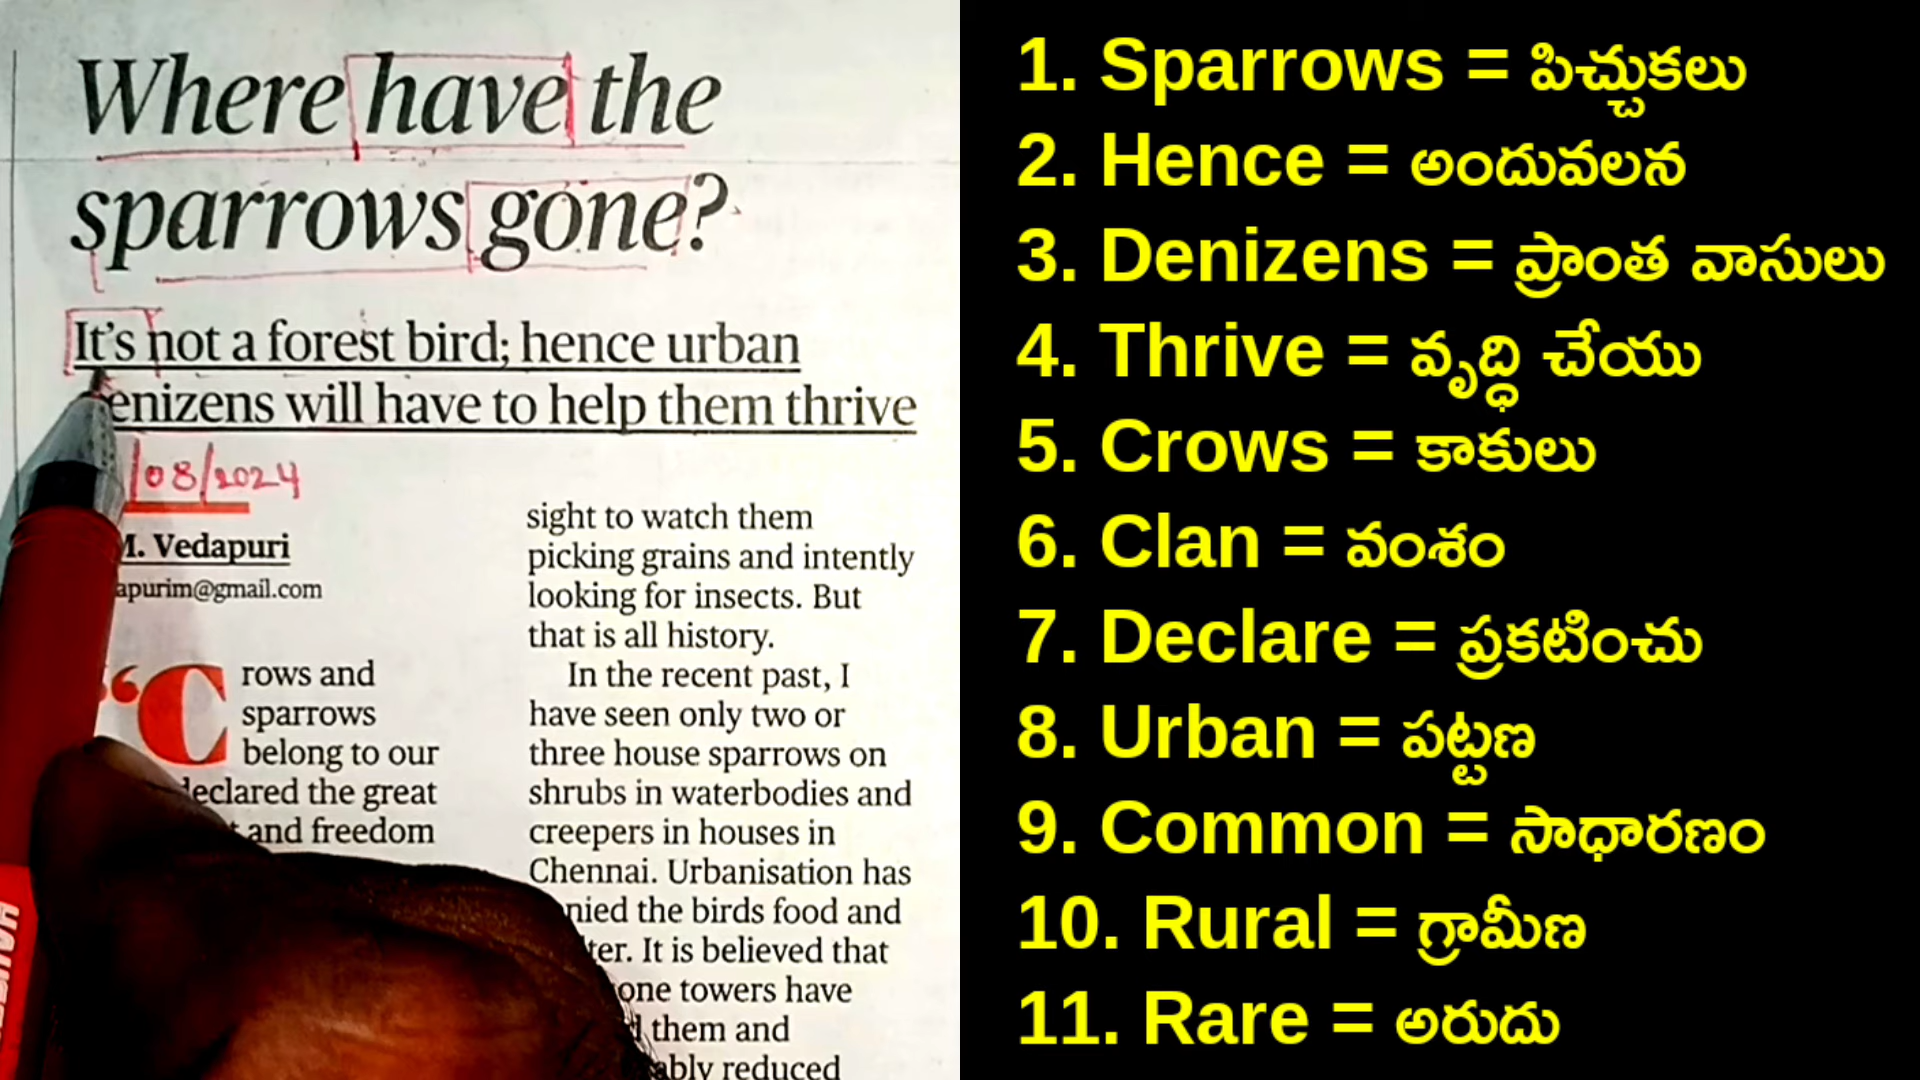 Where have the
sparrows gone?
It's not a forest bird; hence urban
enizens will have to help them thrive
/08/2024
M. Vedapuri
apurim@gmail.com
“Crows and
sparrows
belong to our
declared the great
and freedom
sight to watch them
picking grains and intently
looking for insects. But
that is all history.
In the recent past, I
have seen only two or
three house sparrows on
shrubs in waterbodies and
creepers in houses in
Chennai. Urbanisation has
nied the birds food and
ter. It is believed that
one towers have
them and
ably reduced
1. Sparrows = పిచ్చుకలు
2. Hence = అందువలన
3. Denizens = ప్రాంత వాసులు
4. Thrive = వృద్ధి చేయు
5. Crows = కాకులు
6. Clan = వంశం
7. Declare = ప్రకటించు
8. Urban = పట్టణ
9. Common = సాధారణం
10. Rural = గ్రామీణ
11. Rare = అరుదు